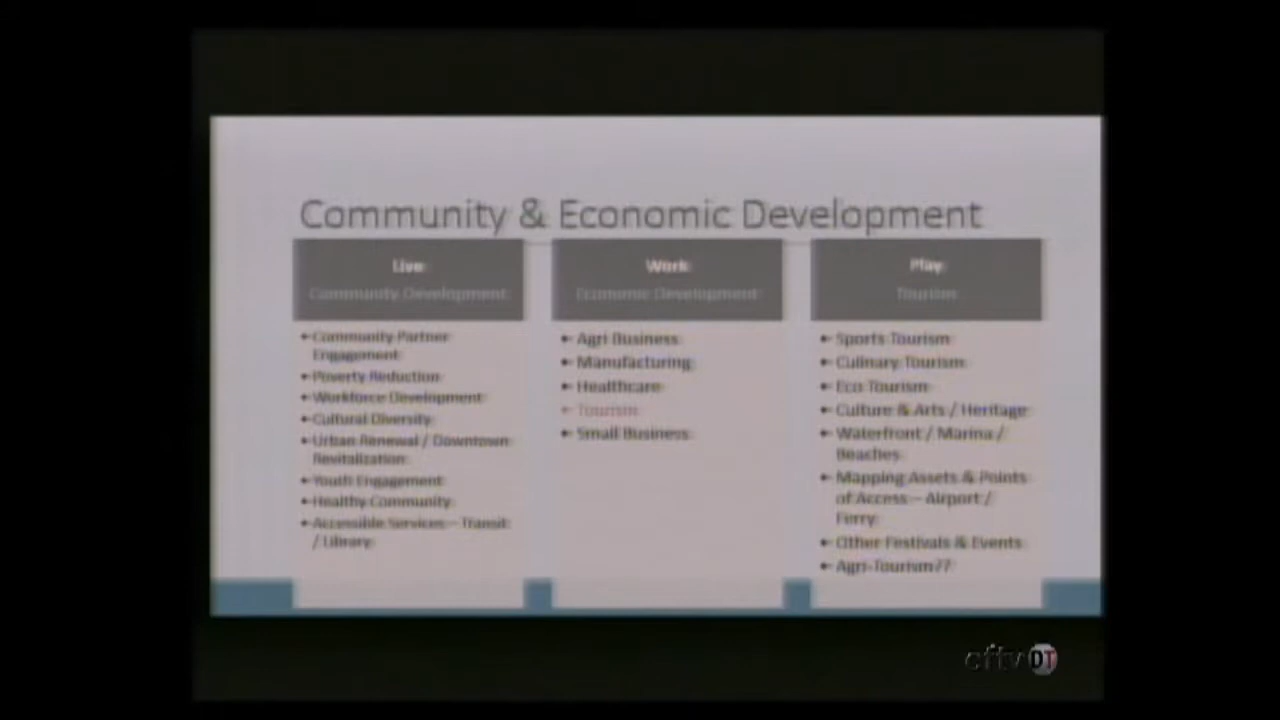 Community & Economic Development
Live
Community Development
• Community Partner
Engagement
• Poverty Reduction
• Workforce Development
• Cultural Diversity
• Urban Renewal / Downtown
Revitalization
• Youth Engagement
• Healthy Community
• Accessible Services – Transit
/ Library
Work
Economic Development
• Agri Business
• Manufacturing
• Healthcare
• Tourism
• Small Business
Play
Tourism
• Sports Tourism
• Culinary Tourism
• Eco Tourism
• Culture & Arts / Heritage
• Waterfront / Marina /
Beaches
• Mapping Assets & Points
of Access – Airport /
Ferry
• Other Festivals & Events
• Agri-Tourism??
cftv DT